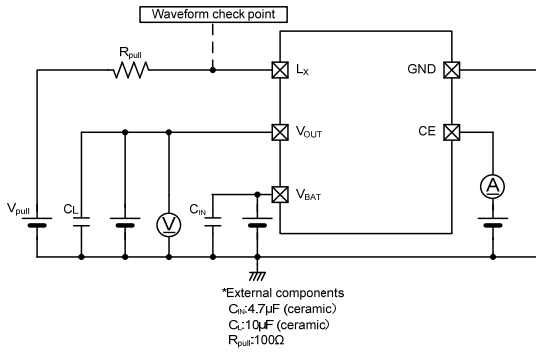 Waveform check point
Rpull
LX
GND
VOUT
CE
VBAT
Vpull
CL
V
CIN
A
*External components
CIN:4.7μF (ceramic)
CL:10μF (ceramic)
Rpull:100Ω